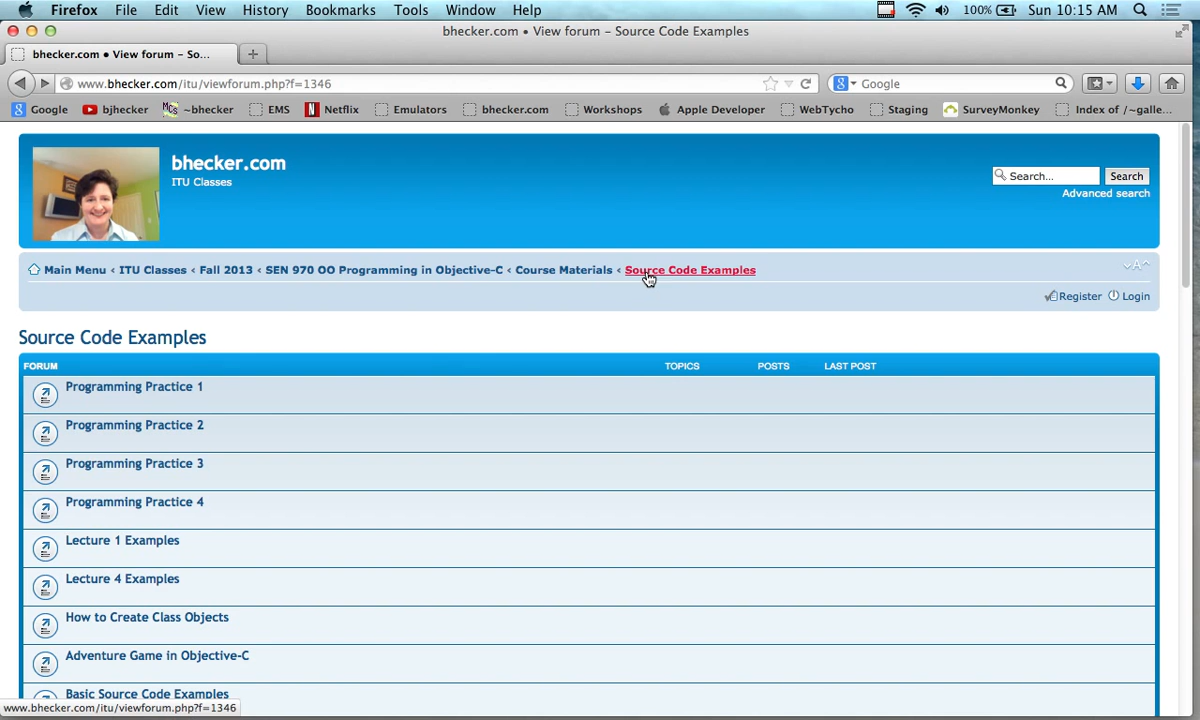 Firefox File Edit View History Bookmarks Tools Window Help 100% Sun 10:15 AM
bhecker.com • View forum – Source Code Examples
bhecker.com • View forum – So...
www.bhecker.com/itu/viewforum.php?f=1346 Google
Google bjhecker ~bhecker EMS Netflix Emulators bhecker.com Workshops Apple Developer WebTycho Staging SurveyMonkey Index of /~galle...
bhecker.com
ITU Classes
Search... Search
Advanced search
Main Menu ‹ ITU Classes ‹ Fall 2013 ‹ SEN 970 OO Programming in Objective-C ‹ Course Materials ‹ Source Code Examples
Register Login
Source Code Examples
FORUM TOPICS POSTS LAST POST
Programming Practice 1
Programming Practice 2
Programming Practice 3
Programming Practice 4
Lecture 1 Examples
Lecture 4 Examples
How to Create Class Objects
Adventure Game in Objective-C
Basic Source Code Examples
www.bhecker.com/itu/viewforum.php?f=1346